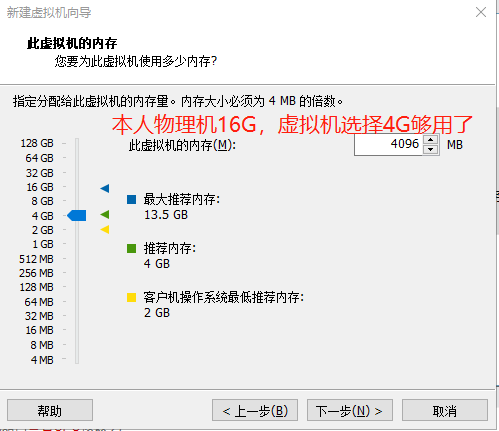 新建虚拟机向导
此虚拟机的内存
您要为此虚拟机使用多少内存?
指定分配给此虚拟机的内存量。内存大小必须为 4 MB 的倍数。
本人物理机16G，虚拟机选择4G够用了
此虚拟机的内存(M):
4096 MB
128 GB
64 GB
32 GB
16 GB
8 GB
4 GB
2 GB
1 GB
512 MB
256 MB
128 MB
64 MB
32 MB
16 MB
8 MB
4 MB
最大推荐内存:
13.5 GB
推荐内存:
4 GB
客户机操作系统最低推荐内存:
2 GB
帮助
< 上一步(B)
下一步(N) >
取消